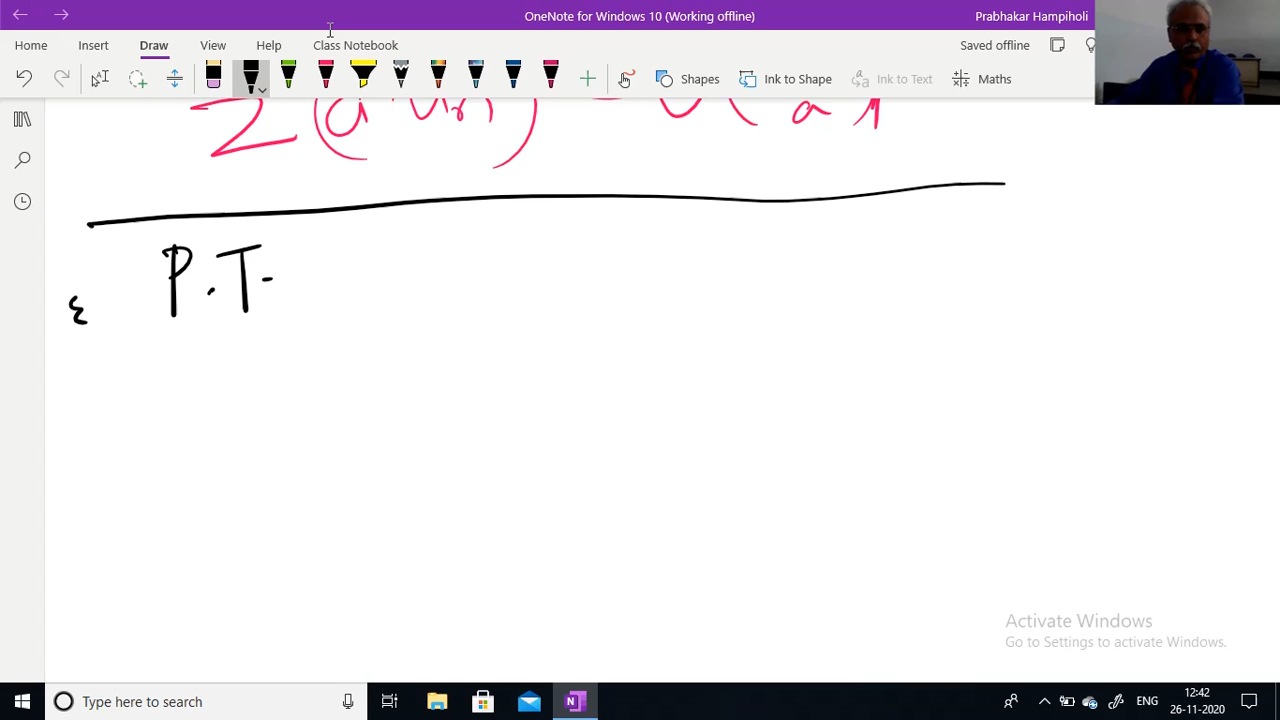 OneNote for Windows 10 (Working offline) Prabhakar Hampiholi
Home Insert Draw View Help Class Notebook Saved offline
Shapes Ink to Shape Ink to Text Maths
P.T-
Activate Windows
Go to Settings to activate Windows.
Type here to search ENG 12:42
26-11-2020